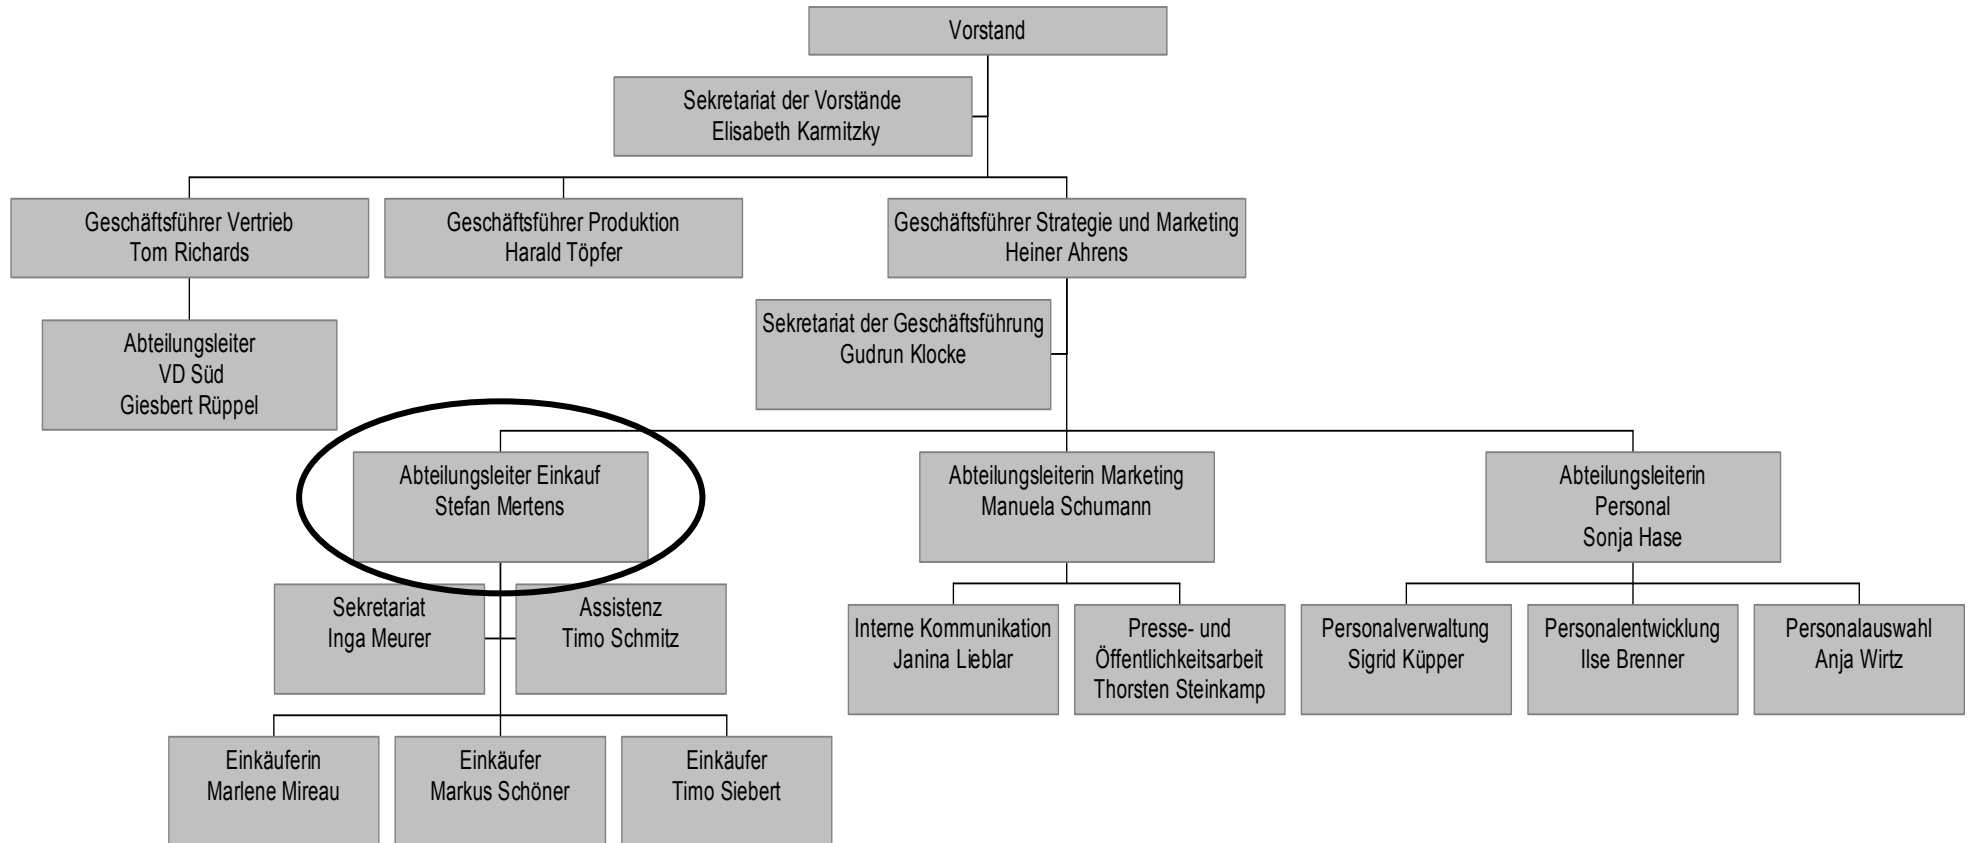 Vorstand
Sekretariat der Vorstände
Elisabeth Karmitzky
Geschäftsführer Vertrieb
Tom Richards
Geschäftsführer Produktion
Harald Töpfer
Geschäftsführer Strategie und Marketing
Heiner Ahrens
Abteilungsleiter
VD Süd
Giesbert Rüppel
Sekretariat der Geschäftsführung
Gudrun Klocke
Abteilungsleiter Einkauf
Stefan Mertens
Abteilungsleiterin Marketing
Manuela Schumann
Abteilungsleiterin
Personal
Sonja Hase
Sekretariat
Inga Meurer
Assistenz
Timo Schmitz
Interne Kommunikation
Janina Lieblar
Presse- und
Öffentlichkeitsarbeit
Thorsten Steinkamp
Personalverwaltung
Sigrid Küpper
Personalentwicklung
Ilse Brenner
Personalauswahl
Anja Wirtz
Einkäuferin
Marlene Mireau
Einkäufer
Markus Schöner
Einkäufer
Timo Siebert